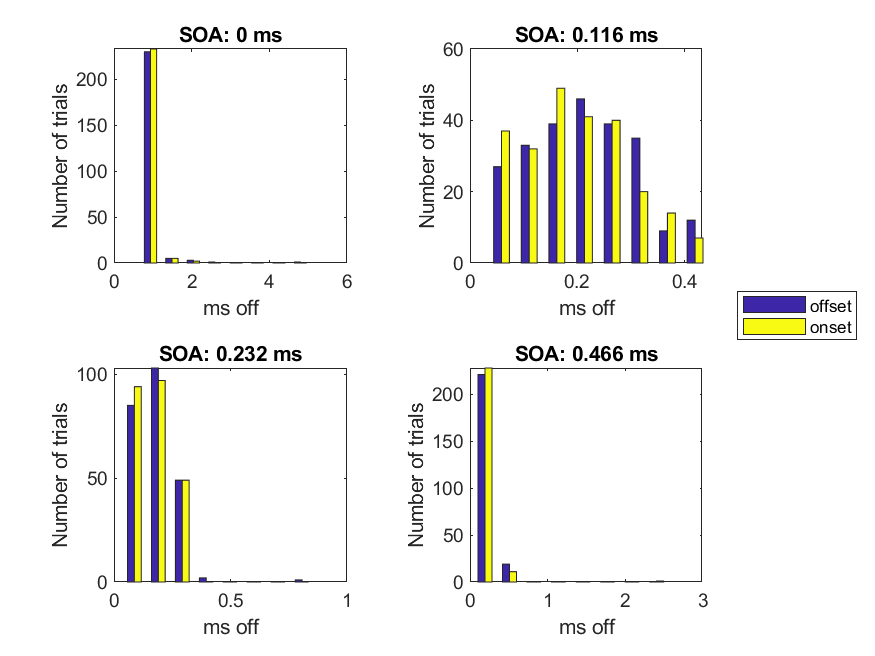 SOA: 0 ms
Number of trials
200
150
100
50
0
0 2 4 6
ms off
SOA: 0.116 ms
Number of trials
60
40
20
0
0 0.2 0.4
ms off
offset
onset
SOA: 0.232 ms
Number of trials
100
50
0
0 0.5 1
ms off
SOA: 0.466 ms
Number of trials
200
150
100
50
0
0 1 2 3
ms off